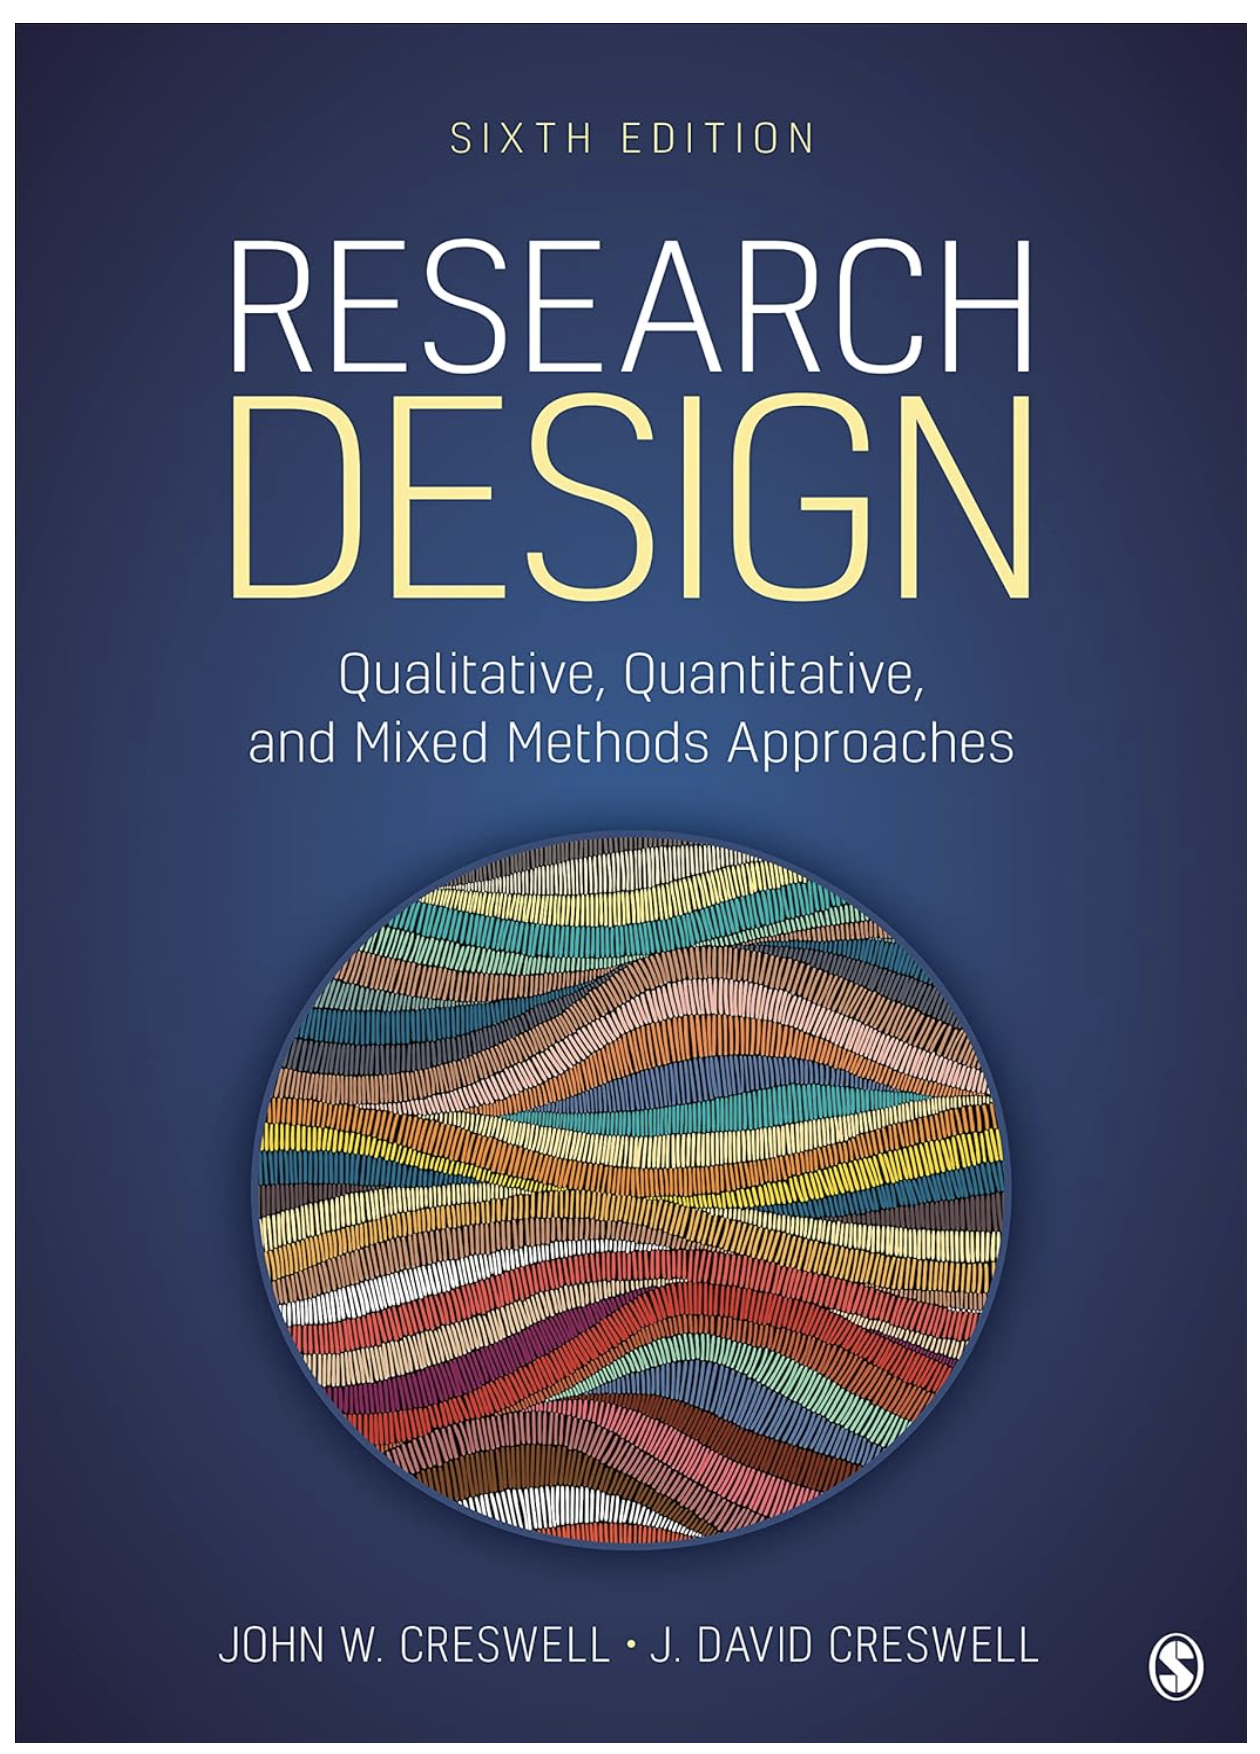 SIXTH EDITION
RESEARCH
DESIGN
Qualitative, Quantitative,
and Mixed Methods Approaches
JOHN W. CRESWELL • J. DAVID CRESWELL
S